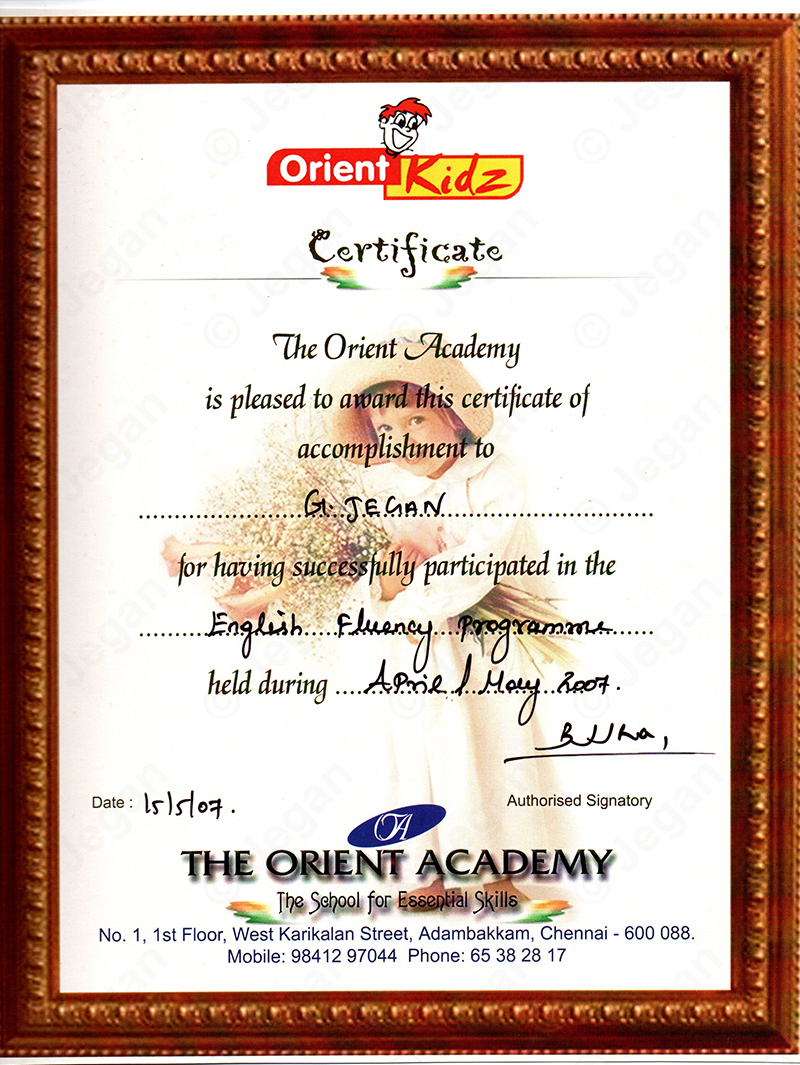 Orient Kidz
Certificate
The Orient Academy
is pleased to award this certificate of
accomplishment to
G. JEGAN
for having successfully participated in the
English Fluency Programme
held during April / May 2007.
Date : 15/5/07.
Authorised Signatory
OA
THE ORIENT ACADEMY
The School for Essential Skills
No. 1, 1st Floor, West Karikalan Street, Adambakkam, Chennai - 600 088.
Mobile: 98412 97044 Phone: 65 38 28 17
© Jegan